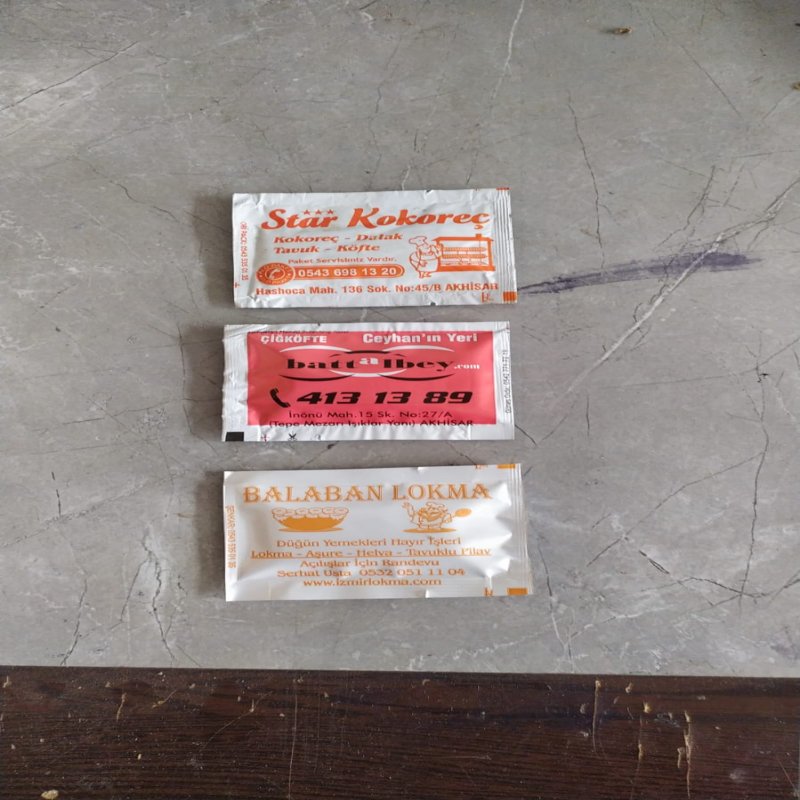 Star Kokoreç
Kokoreç - Dalak
Tavuk - Köfte
Paket Servisimiz Vardır.
0543 698 13 20
Hashoca Mah. 136 Sok. No:45/B AKHİSAR
ÇİĞKÖFTE Ceyhan'ın Yeri
battalbey.com
413 13 89
İnönü Mah.15 Sk. No:27/A
(Tepe Mezarı Işıklar Yanı) AKHİSAR
BALABAN LOKMA
Düğün Yemekleri Hayır İşleri
Lokma - Aşure - Helva - Tavuklu Pilav
Açılışlar İçin Randevu
Serhat Usta 0532 051 11 04
www.izmirlokma.com